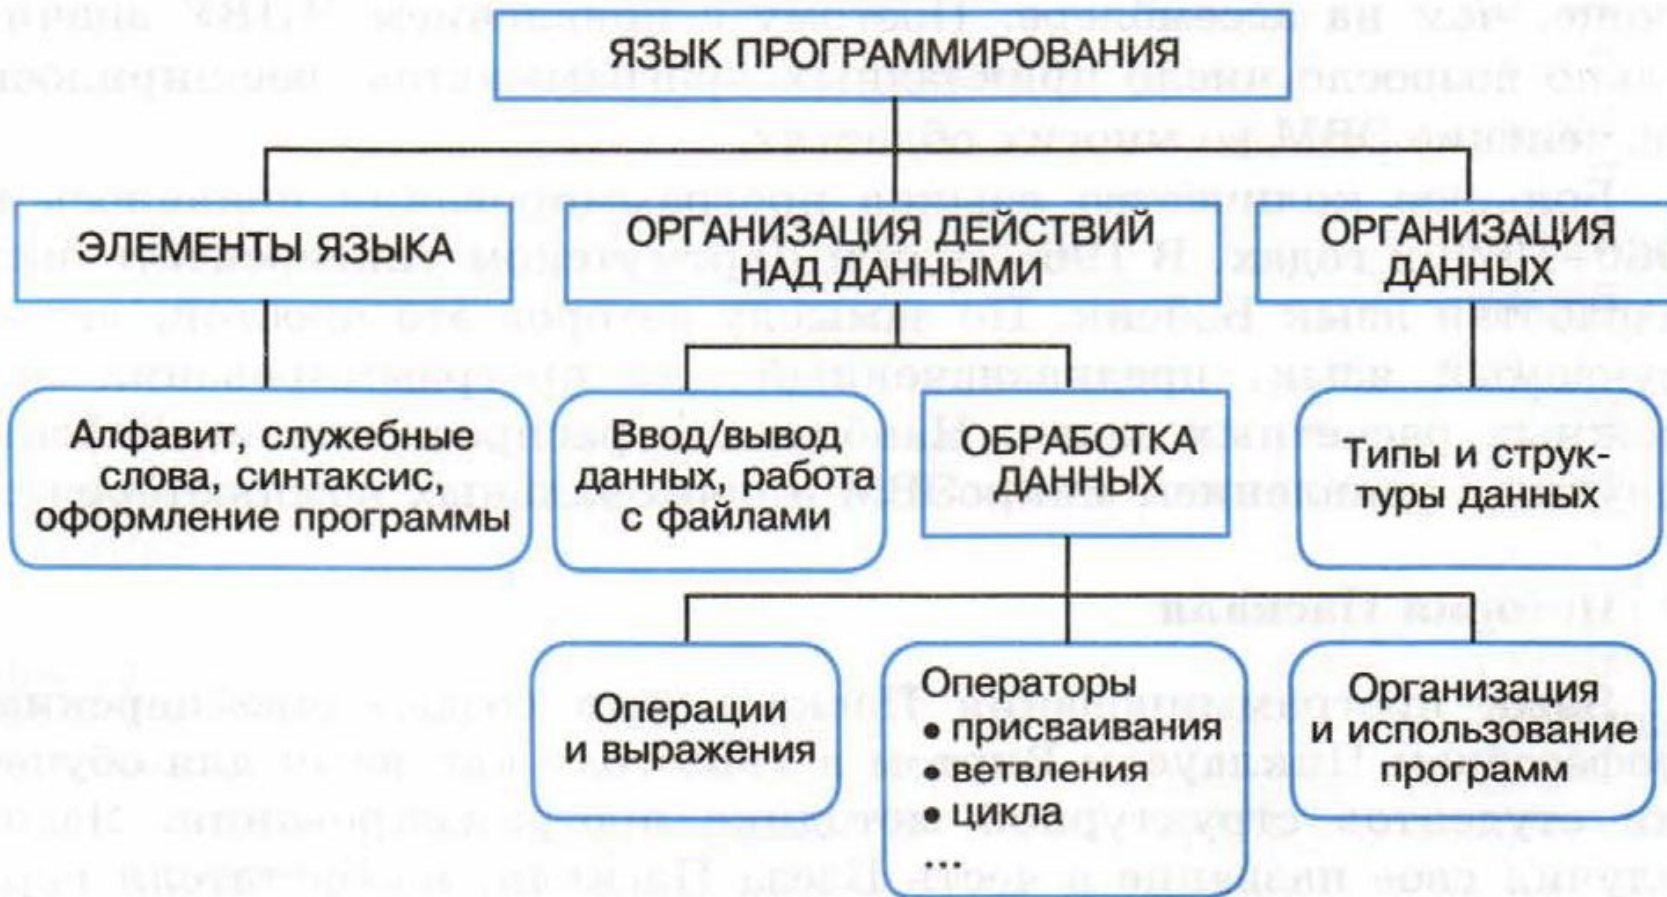 ЯЗЫК ПРОГРАММИРОВАНИЯ
ЭЛЕМЕНТЫ ЯЗЫКА
ОРГАНИЗАЦИЯ ДЕЙСТВИЙ
НАД ДАННЫМИ
ОРГАНИЗАЦИЯ
ДАННЫХ
Алфавит, служебные
слова, синтаксис,
оформление программы
Ввод/вывод
данных, работа
с файлами
ОБРАБОТКА
ДАННЫХ
Типы и струк-
туры данных
Операции
и выражения
Операторы
• присваивания
• ветвления
• цикла
...
Организация
и использование
программ